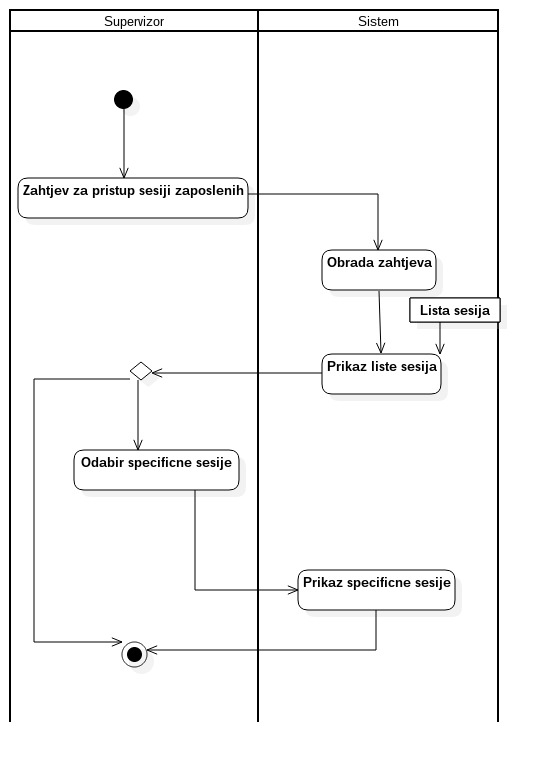 Supervizor
Sistem
Zahtjev za pristup sesiji zaposlenih
Obrada zahtjeva
Lista sesija
Prikaz liste sesija
Odabir specificne sesije
Prikaz specificne sesije